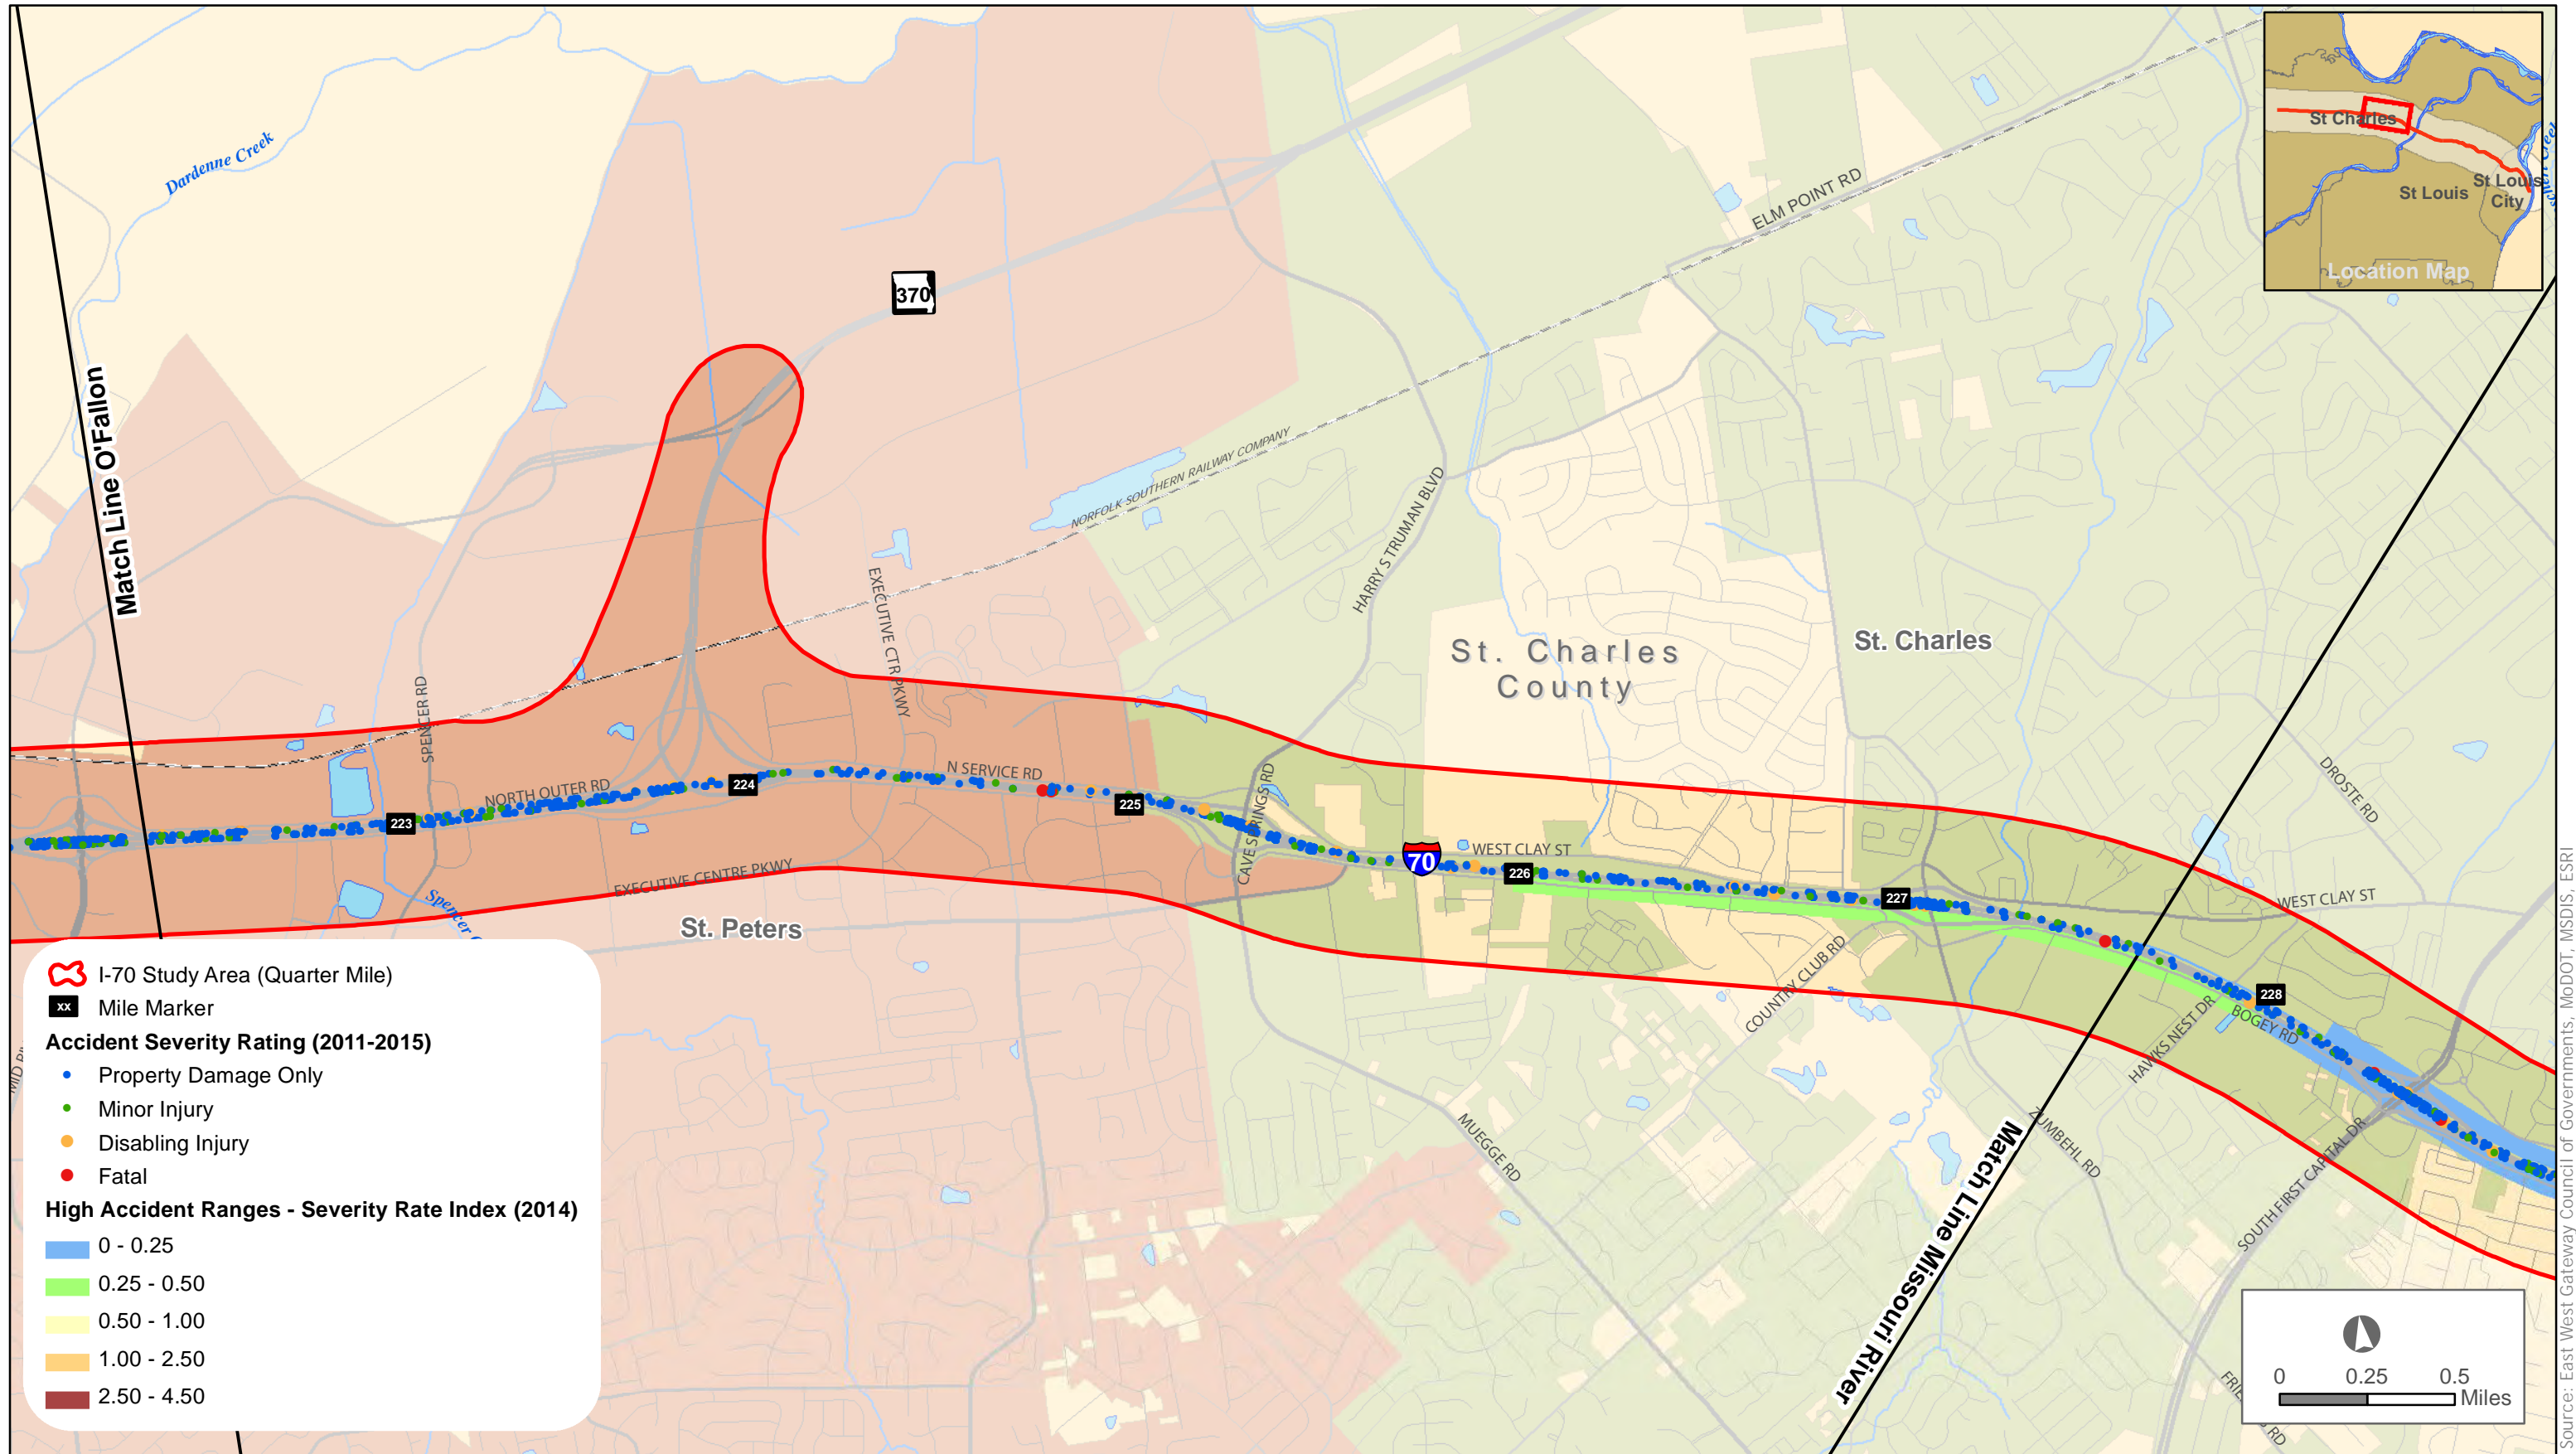 Dardenne Creek
Match Line O'Fallon
370
ELM POINT RD
St Charles
St Louis
St Louis
City
Location Map
NORFOLK SOUTHERN RAILWAY COMPANY
HARRY S TRUMAN BLVD
EXECUTIVE CTR PKWY
St. Charles
County
St. Charles
SPENCER RD
NORTH OUTER RD
N SERVICE RD
223
224
225
CAVE SPRINGS RD
70
WEST CLAY ST
226
227
228
DROSTE RD
WEST CLAY ST
EXECUTIVE CENTRE PKWY
St. Peters
Spencer
COUNTRY CLUB RD
HAWKS NEST DR
BOGEY RD
ZUMBEHL RD
SOUTH FIRST CAPITAL DR
MUEGGE RD
Match Line Missouri River
I-70 Study Area (Quarter Mile)
xx Mile Marker
Accident Severity Rating (2011-2015)
Property Damage Only
Minor Injury
Disabling Injury
Fatal
High Accident Ranges - Severity Rate Index (2014)
0 - 0.25
0.25 - 0.50
0.50 - 1.00
1.00 - 2.50
2.50 - 4.50
0 0.25 0.5
Miles
Source: East West Gateway Council of Governments, MoDOT, MSDIS, ESRI